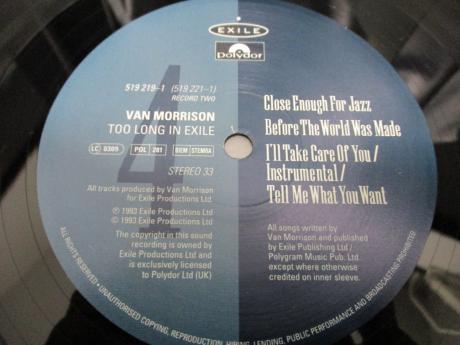 EXILE
Polydor
519 219-1 (519 221-1)
RECORD TWO
VAN MORRISON
TOO LONG IN EXILE
LC 0309 POL 281 BIEM STEMRA
4
STEREO 33
All tracks produced by Van Morrison
for Exile Productions Ltd
℗ 1993 Exile Productions Ltd
© 1993 Exile Productions Ltd
The copyright in this sound
recording is owned by
Exile Productions Ltd and
is exclusively licensed
to Polydor Ltd (UK)
Close Enough For Jazz
Before The World Was Made
I'll Take Care Of You/
Instrumental/
Tell Me What You Want
All songs written by
Van Morrison and published
by Exile Publishing Ltd /
Polygram Music Pub. Ltd.
except where otherwise
credited on inner sleeve.
ALL RIGHTS RESERVED • UNAUTHORISED COPYING, REPRODUCTION, HIRING, LENDING, PUBLIC PERFORMANCE AND BROADCASTING PROHIBITED